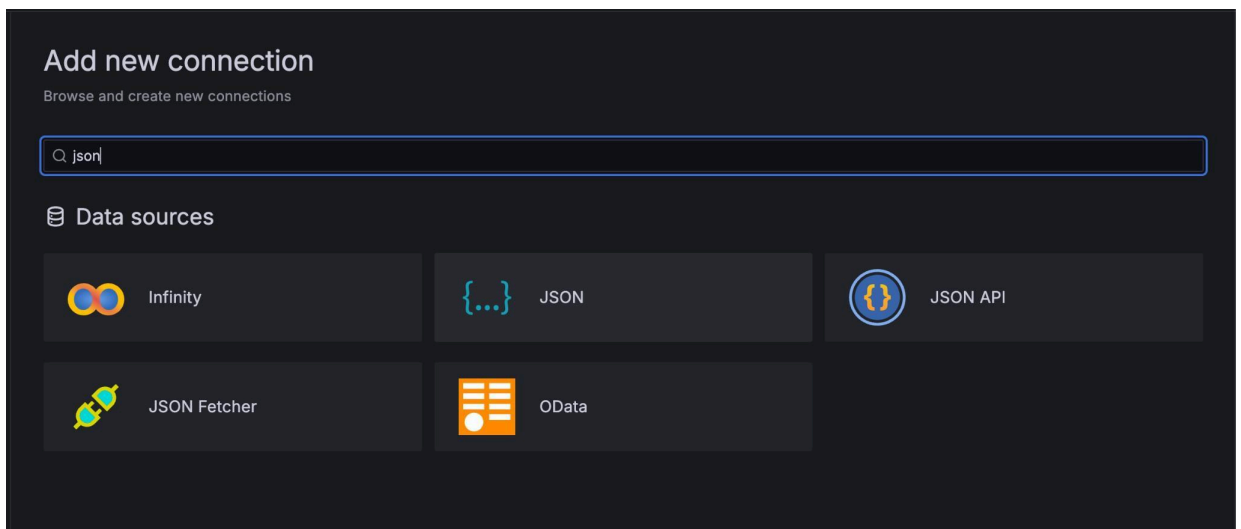 Add new connection
Browse and create new connections
json
Data sources
Infinity
{...} JSON
{} JSON API
JSON Fetcher
OData